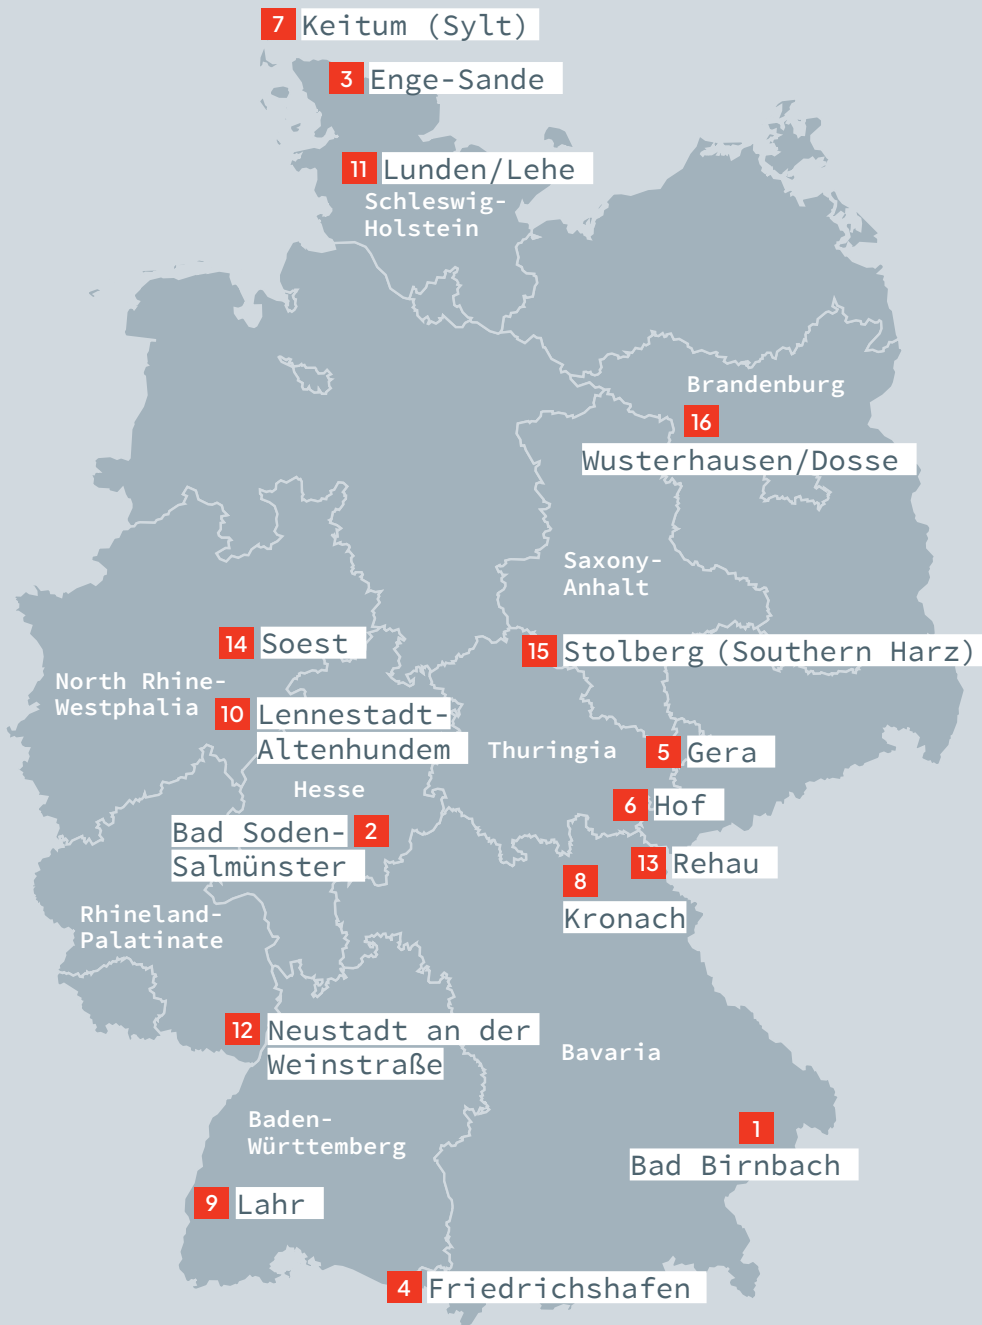 7 Keitum (Sylt)
3 Enge-Sande
11 Lunden/Lehe
Schleswig-
Holstein
Brandenburg
16
Wusterhausen/Dosse
Saxony-
Anhalt
14 Soest
15 Stolberg (Southern Harz)
North Rhine-
Westphalia
10 Lennestadt-
Altenhundem
Thuringia
5 Gera
Hesse
6 Hof
Bad Soden- 2
Salmünster
13 Rehau
8
Kronach
Rhineland-
Palatinate
12 Neustadt an der
Weinstraße
Bavaria
Baden-
Württemberg
1
Bad Birnbach
9 Lahr
4 Friedrichshafen